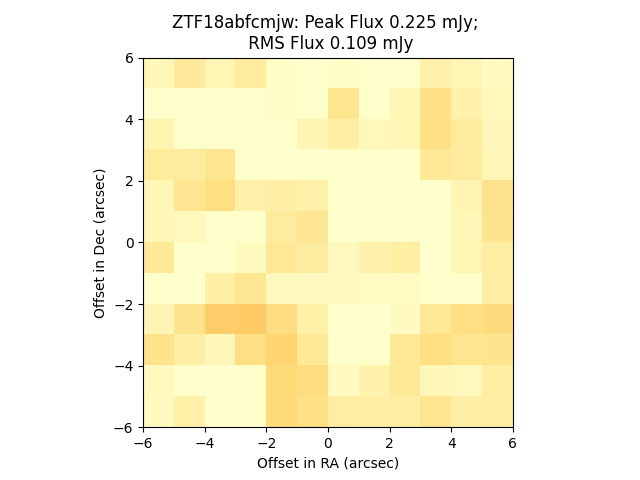 ZTF18abfcmjw: Peak Flux 0.225 mJy;
RMS Flux 0.109 mJy
6
4
2
0
−2
−4
−6
Offset in Dec (arcsec)
−6 −4 −2 0 2 4 6
Offset in RA (arcsec)